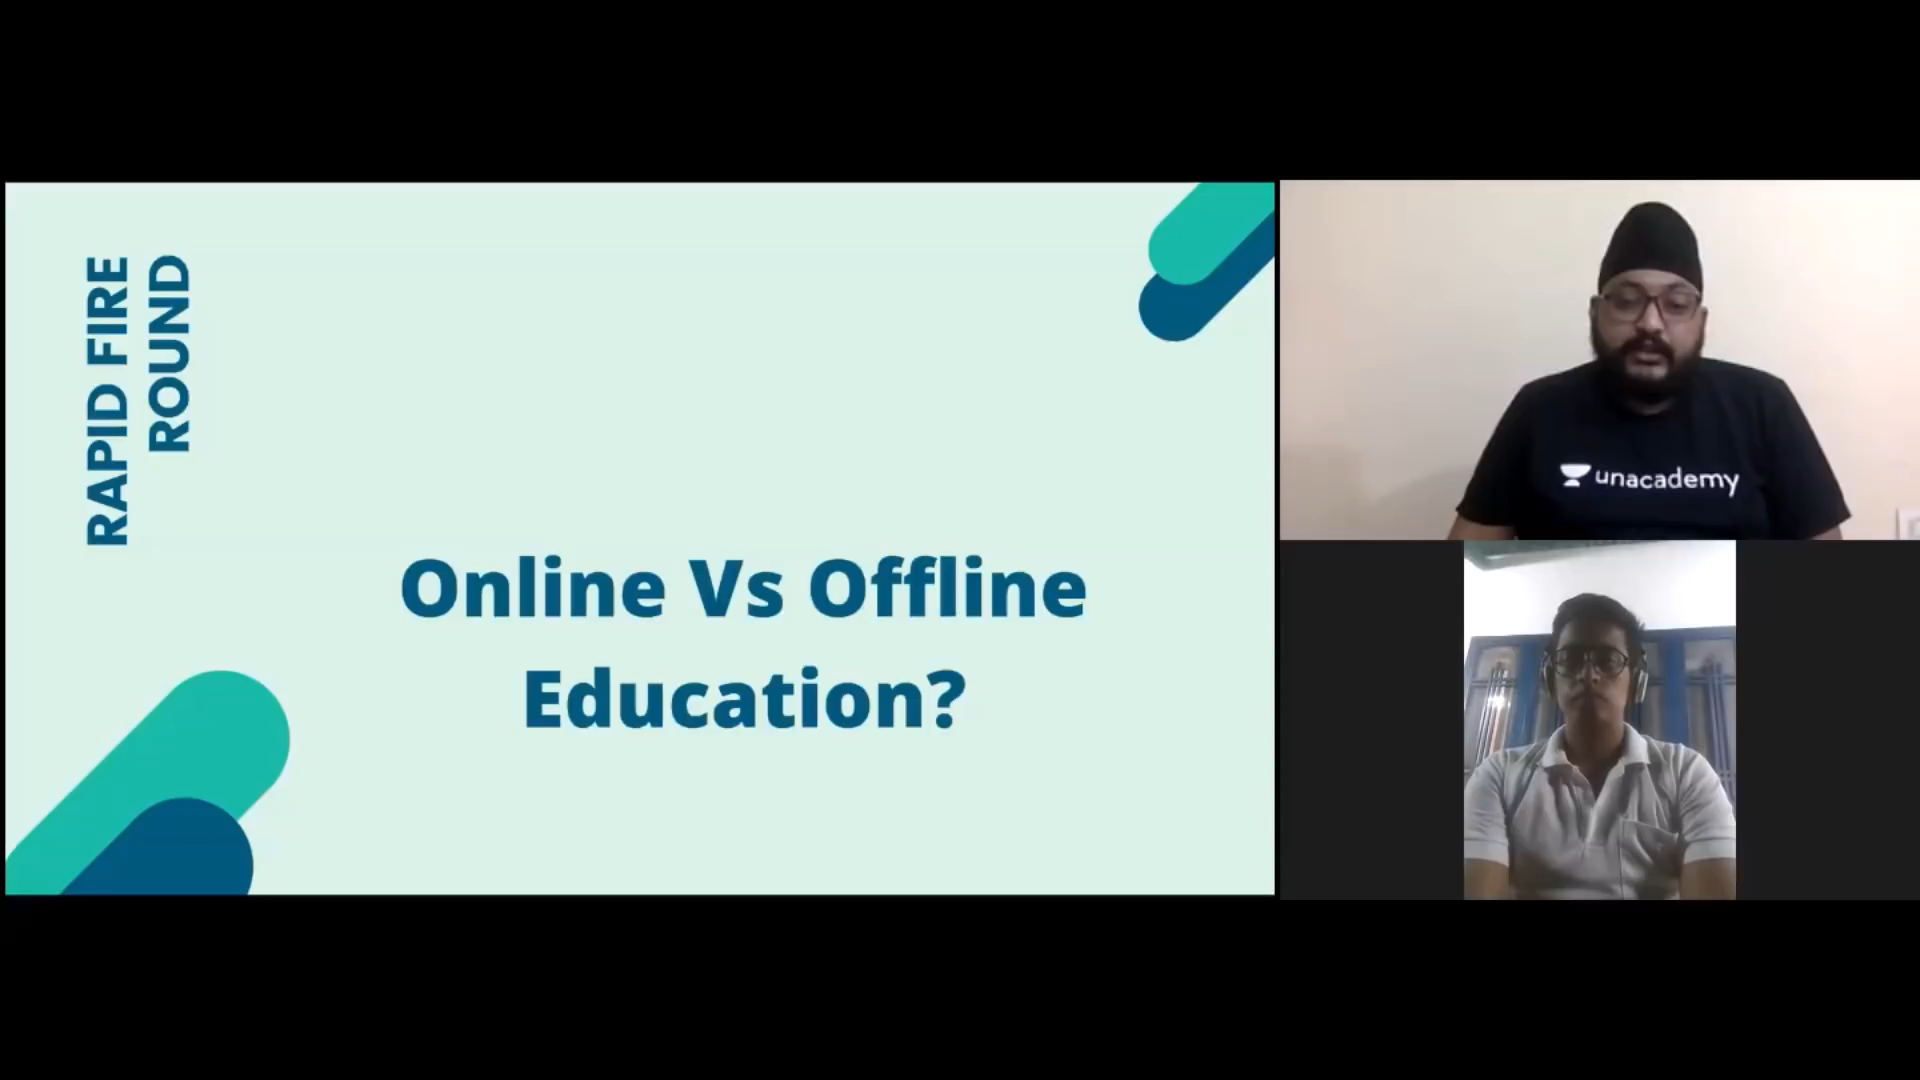 RAPID FIRE
ROUND
Online Vs Offline
Education?
unacademy